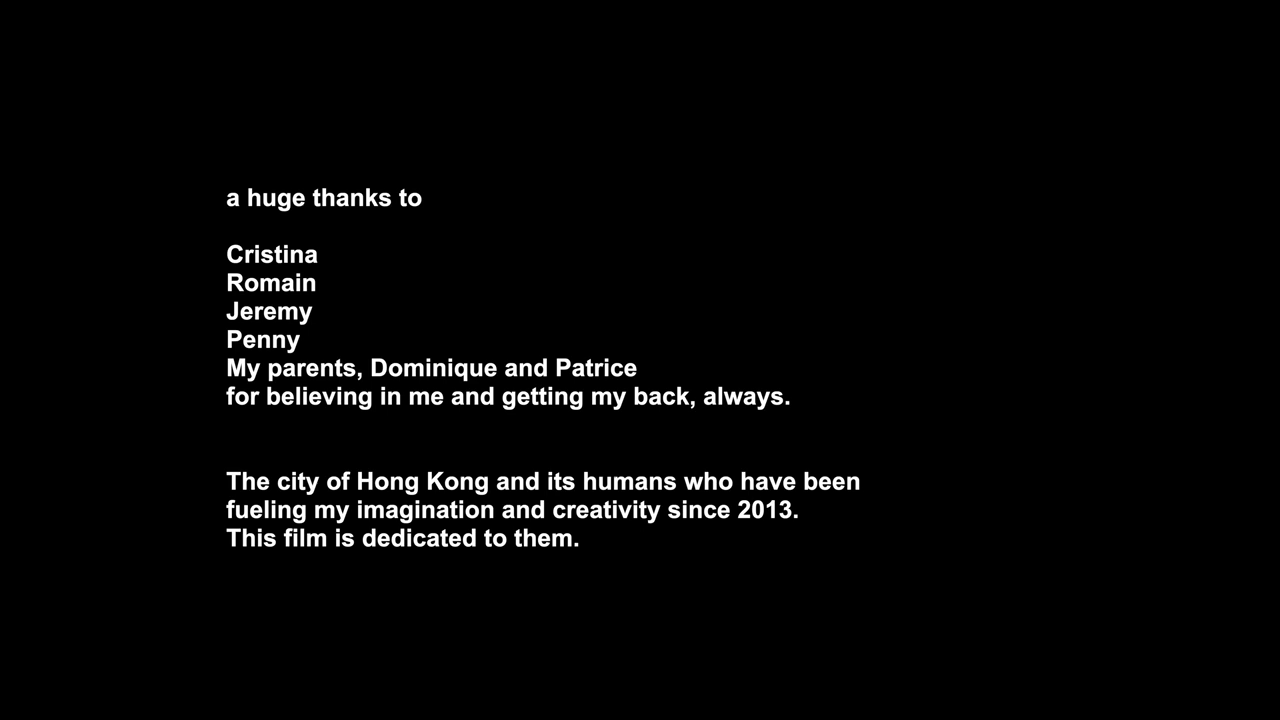 a huge thanks to
Cristina
Romain
Jeremy
Penny
My parents, Dominique and Patrice
for believing in me and getting my back, always.
The city of Hong Kong and its humans who have been
fueling my imagination and creativity since 2013.
This film is dedicated to them.